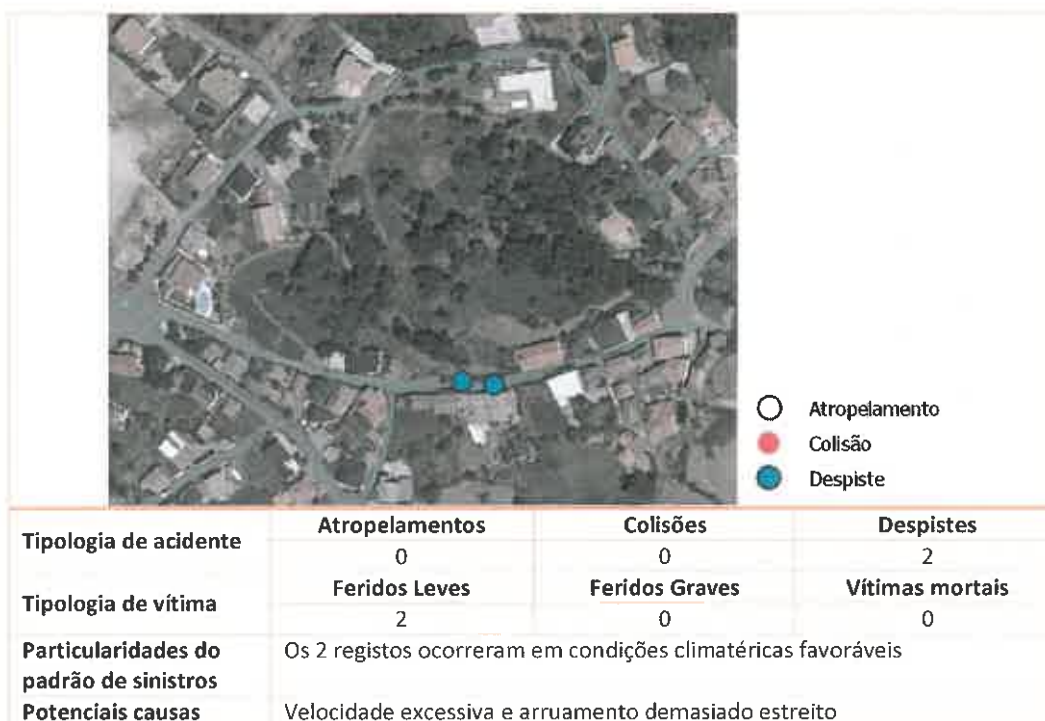 Atropelamento
Colisão
Despiste
Tipologia de acidente
Atropelamentos Colisões Despistes
0 0 2
Tipologia de vítima
Feridos Leves Feridos Graves Vítimas mortais
2 0 0
Particularidades do
padrão de sinistros
Os 2 registos ocorreram em condições climatéricas favoráveis
Potenciais causas
Velocidade excessiva e arruamento demasiado estreito